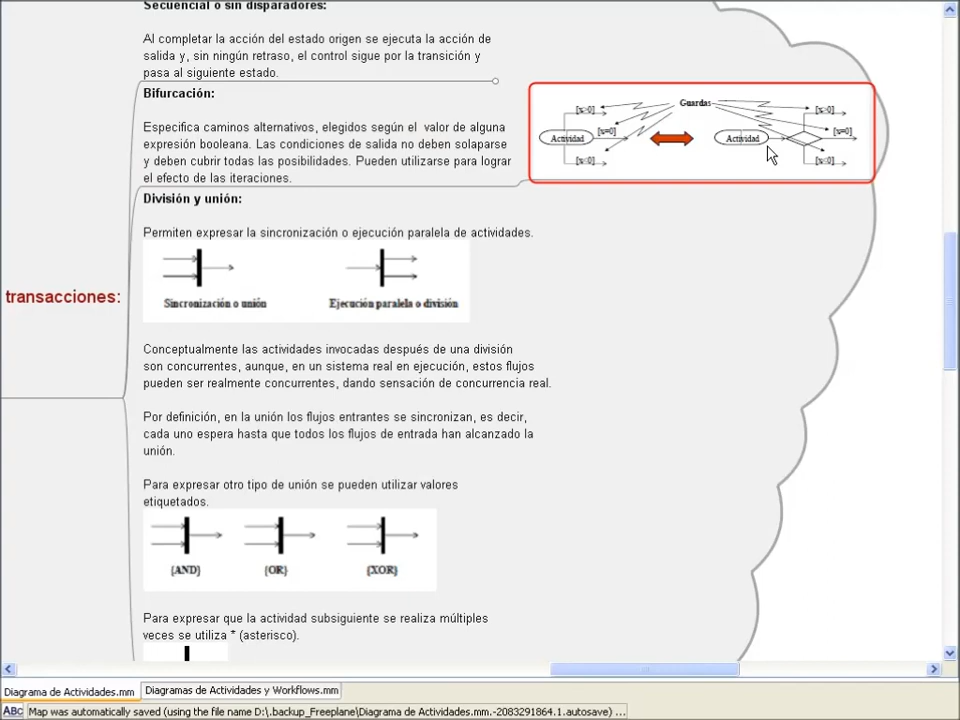 Secuencial o sin disparadores:
Al completar la acción del estado origen se ejecuta la acción de
salida y, sin ningún retraso, el control sigue por la transición y
pasa al siguiente estado.
Bifurcación:
Especifica caminos alternativos, elegidos según el valor de alguna
expresión booleana. Las condiciones de salida no deben solaparse
y deben cubrir todas las posibilidades. Pueden utilizarse para lograr
el efecto de las iteraciones.
Guardas
[x>0]
[x>0]
Actividad
[x=0]
Actividad
[x=0]
[x<0]
[x<0]
División y unión:
Permiten expresar la sincronización o ejecución paralela de actividades.
Sincronización o unión
Ejecución paralela o división
transacciones:
Conceptualmente las actividades invocadas después de una división
son concurrentes, aunque, en un sistema real en ejecución, estos flujos
pueden ser realmente concurrentes, dando sensación de concurrencia real.
Por definición, en la unión los flujos entrantes se sincronizan, es decir,
cada uno espera hasta que todos los flujos de entrada han alcanzado la
unión.
Para expresar otro tipo de unión se pueden utilizar valores
etiquetados.
{AND}
{OR}
{XOR}
Para expresar que la actividad subsiguiente se realiza múltiples
veces se utiliza * (asterisco).
Diagrama de Actividades.mm
Diagramas de Actividades y Workflows.mm
ABC
Map was automatically saved (using the file name D:\.backup_Freeplane\Diagrama de Actividades.mm.-2083291864.1.autosave) ...